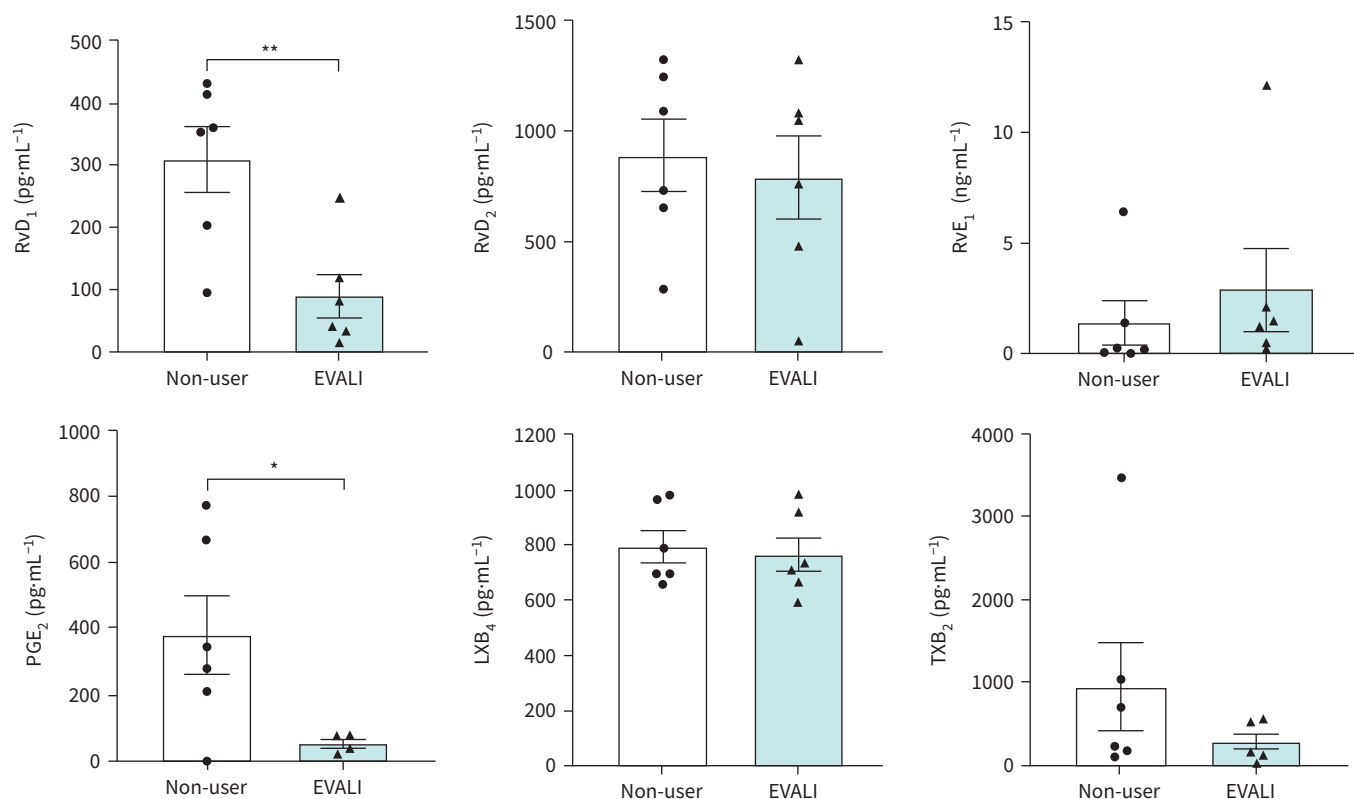 500
400
300
200
100
0
RvD₁ (pg·mL⁻¹)
**
Non-user EVALI
1500
1000
500
0
RvD₂ (pg·mL⁻¹)
Non-user EVALI
15
10
5
0
RvE₁ (ng·mL⁻¹)
Non-user EVALI
1000
800
600
400
200
0
PGE₂ (pg·mL⁻¹)
*
Non-user EVALI
1200
1000
800
600
400
200
0
LXB₄ (pg·mL⁻¹)
Non-user EVALI
4000
3000
2000
1000
0
TXB₂ (pg·mL⁻¹)
Non-user EVALI